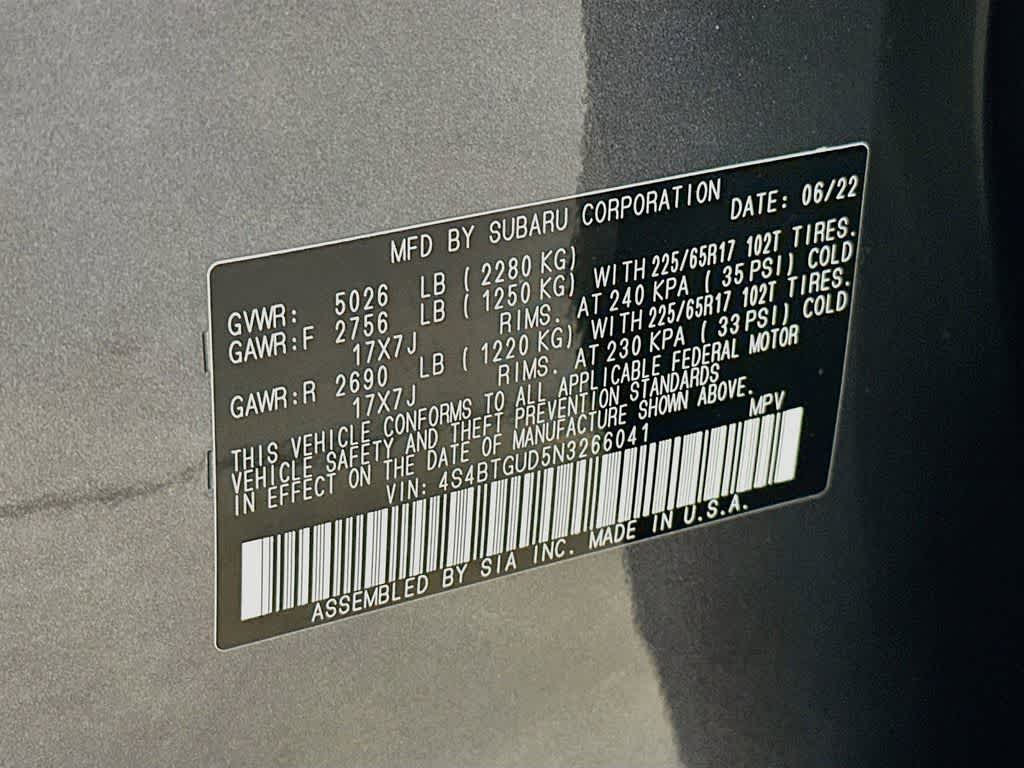 MFD BY SUBARU CORPORATION DATE: 06/22
GVWR: 5026 LB ( 2280 KG)
GAWR:F 2756 LB ( 1250 KG) WITH 225/65R17 102T TIRES.
17X7J RIMS. AT 240 KPA ( 35 PSI) COLD
GAWR:R 2690 LB ( 1220 KG) WITH 225/65R17 102T TIRES.
17X7J RIMS. AT 230 KPA ( 33 PSI) COLD
THIS VEHICLE CONFORMS TO ALL APPLICABLE FEDERAL MOTOR
VEHICLE SAFETY AND THEFT PREVENTION STANDARDS
IN EFFECT ON THE DATE OF MANUFACTURE SHOWN ABOVE.
VIN: 4S4BTGUD5N3266041 MPV
ASSEMBLED BY SIA INC. MADE IN U.S.A.